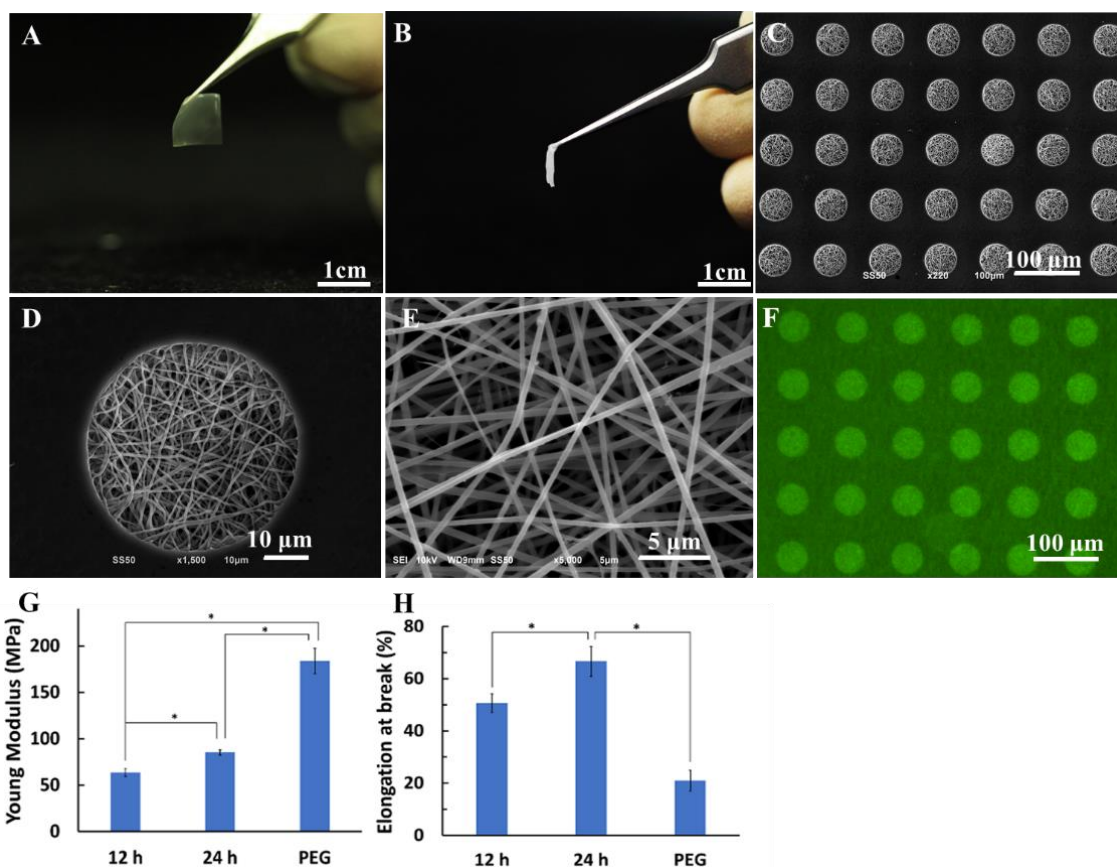 A
1cm
B
1cm
C
100 μm
SS50 x220 100μm
D
10 μm
SS50 x1,500 10μm
E
5 μm
SEI 10kV WD9mm SS50 x5,000 5μm
F
100 μm
G
Young Modulus (MPa)
200
150
100
50
0
*
*
*
12 h 24 h PEG
H
Elongation at break (%)
80
60
40
20
0
*
*
12 h 24 h PEG